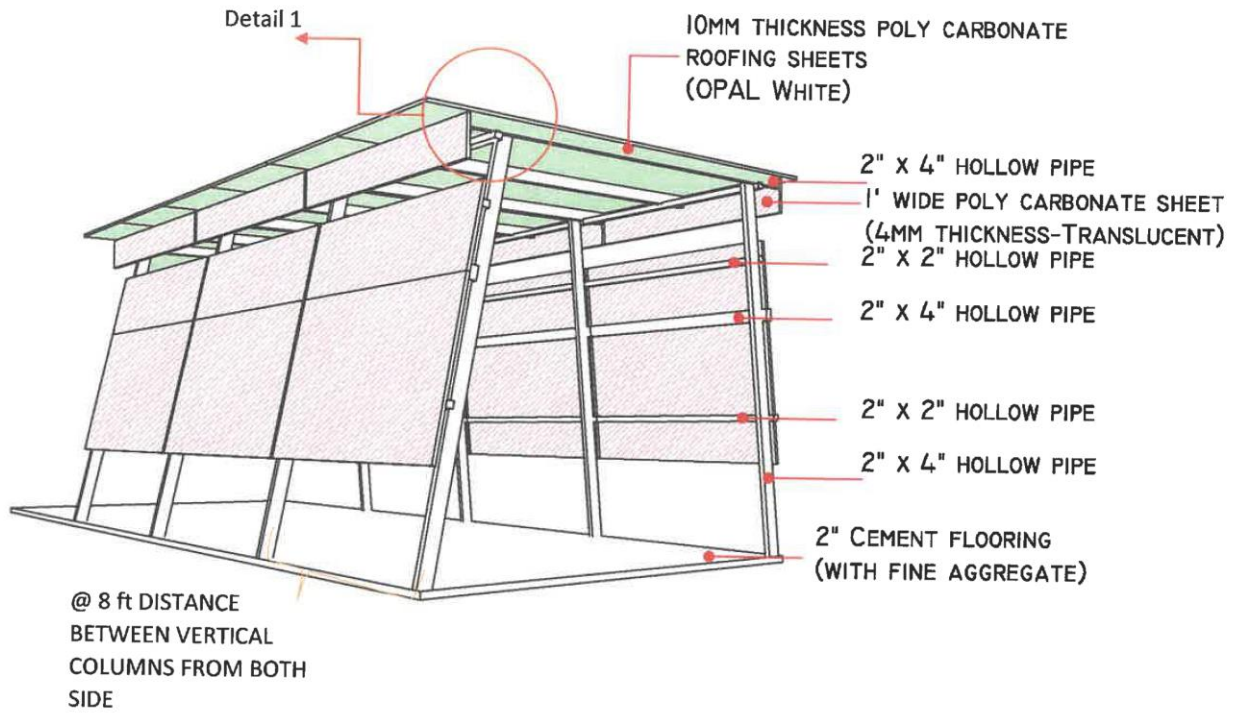 Detail 1
10MM THICKNESS POLY CARBONATE
ROOFING SHEETS
(OPAL WHITE)
2" X 4" HOLLOW PIPE
1' WIDE POLY CARBONATE SHEET
(4MM THICKNESS-TRANSLUCENT)
2" X 2" HOLLOW PIPE
2" X 4" HOLLOW PIPE
2" X 2" HOLLOW PIPE
2" X 4" HOLLOW PIPE
2" CEMENT FLOORING
(WITH FINE AGGREGATE)
@ 8 ft DISTANCE
BETWEEN VERTICAL
COLUMNS FROM BOTH
SIDE